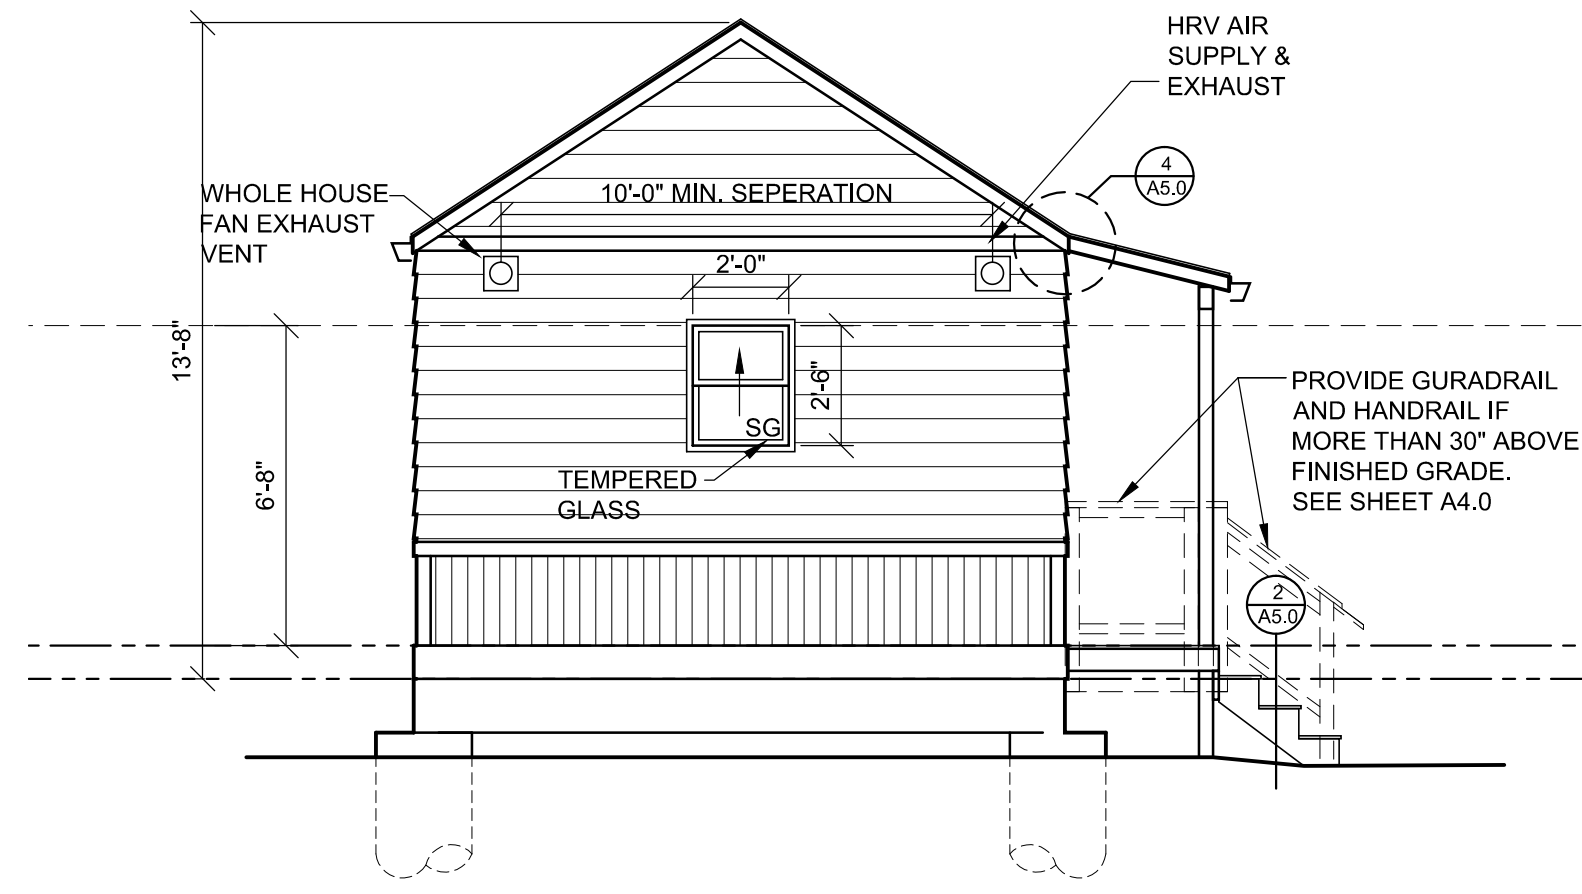 HRV AIR
SUPPLY &
EXHAUST
4
A5.0
WHOLE HOUSE
FAN EXHAUST
VENT
10'-0" MIN. SEPERATION
2'-0"
13'-8"
6'-8"
2'-6"
SG
TEMPERED
GLASS
PROVIDE GURADRAIL
AND HANDRAIL IF
MORE THAN 30" ABOVE
FINISHED GRADE.
SEE SHEET A4.0
2
A5.0